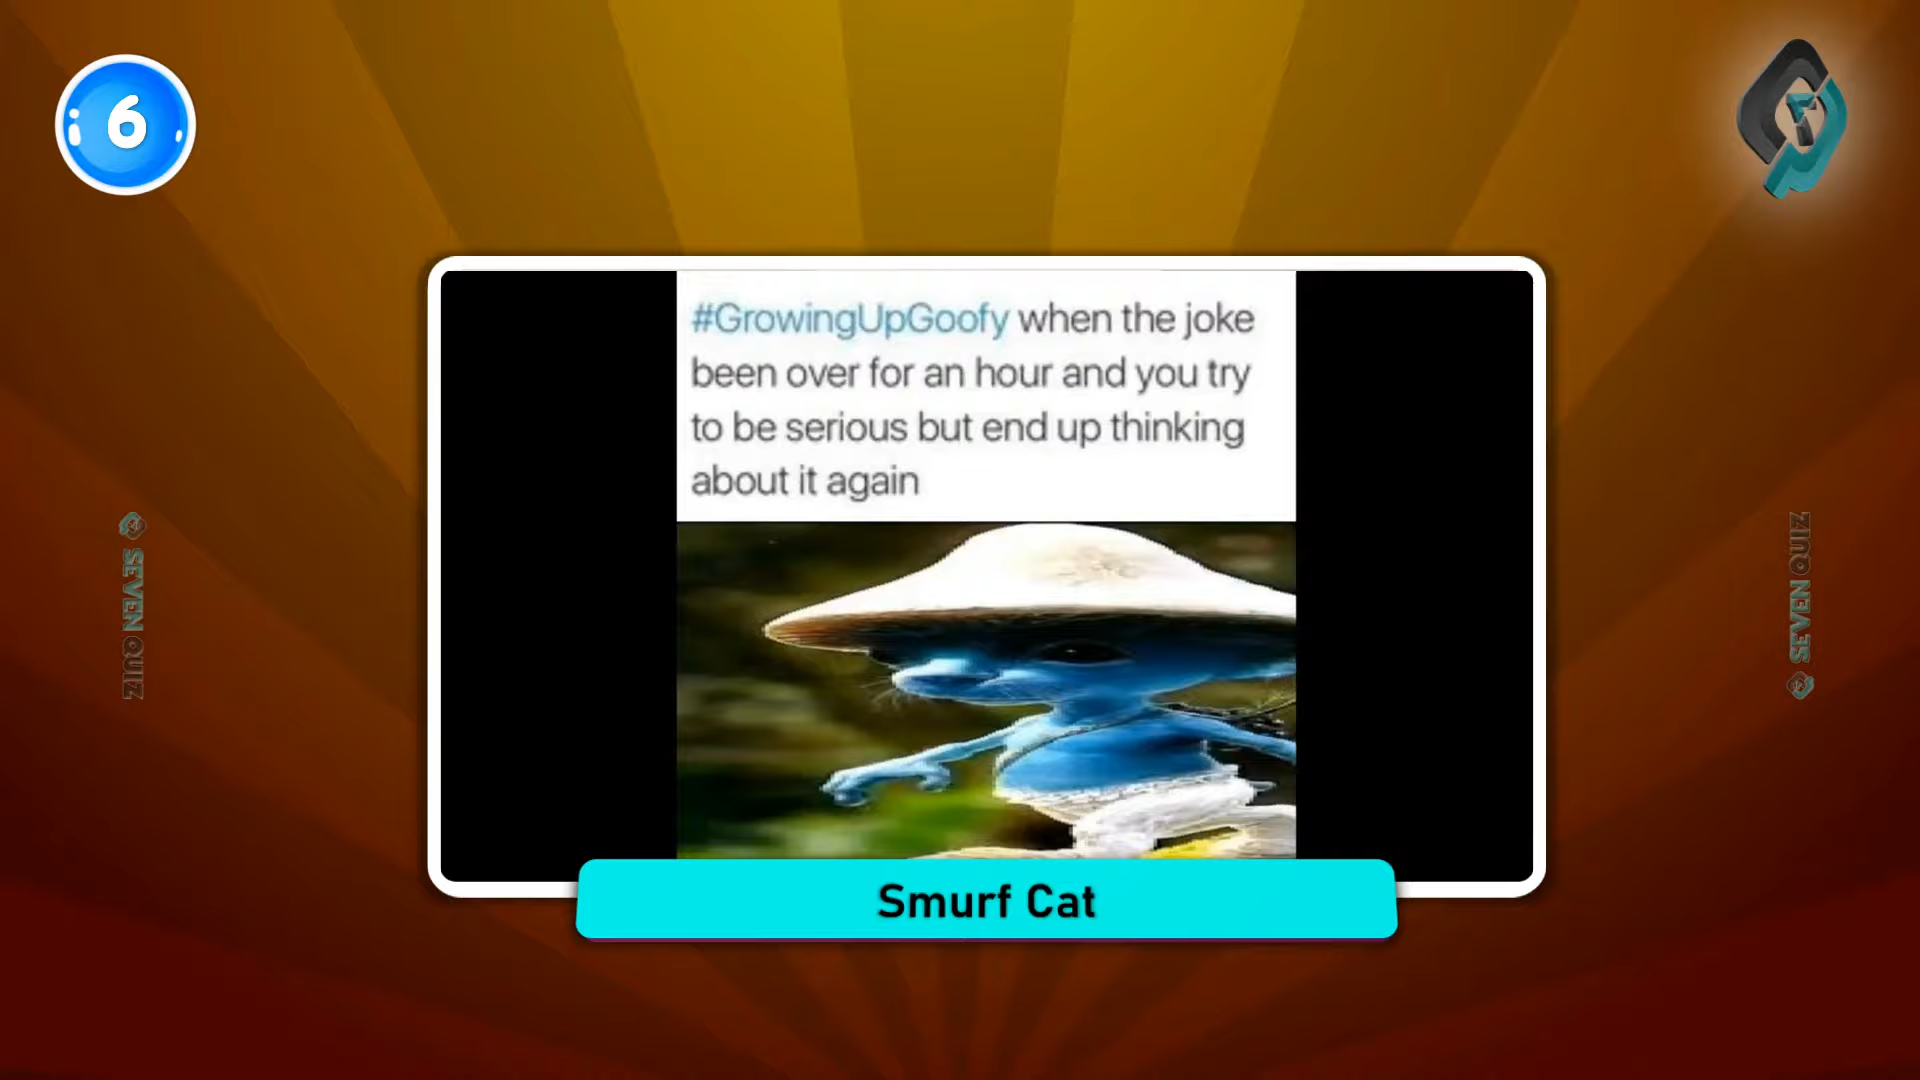 6
#GrowingUpGoofy when the joke
been over for an hour and you try
to be serious but end up thinking
about it again
SEVEN QUIZ
SEVEN QUIZ
Smurf Cat